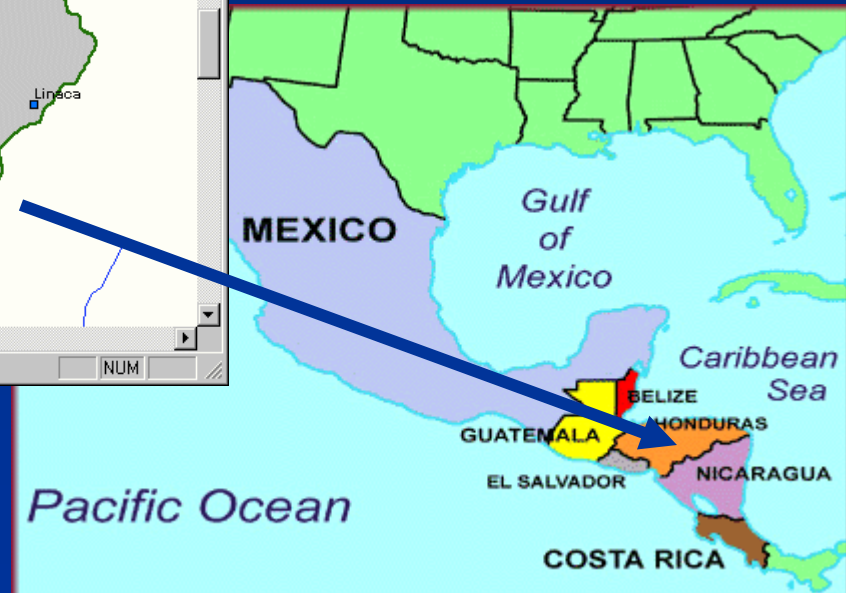 Linaca
MEXICO
Gulf
of
Mexico
NUM
Caribbean
Sea
BELIZE
HONDURAS
GUATEMALA
NICARAGUA
EL SALVADOR
Pacific Ocean
COSTA RICA